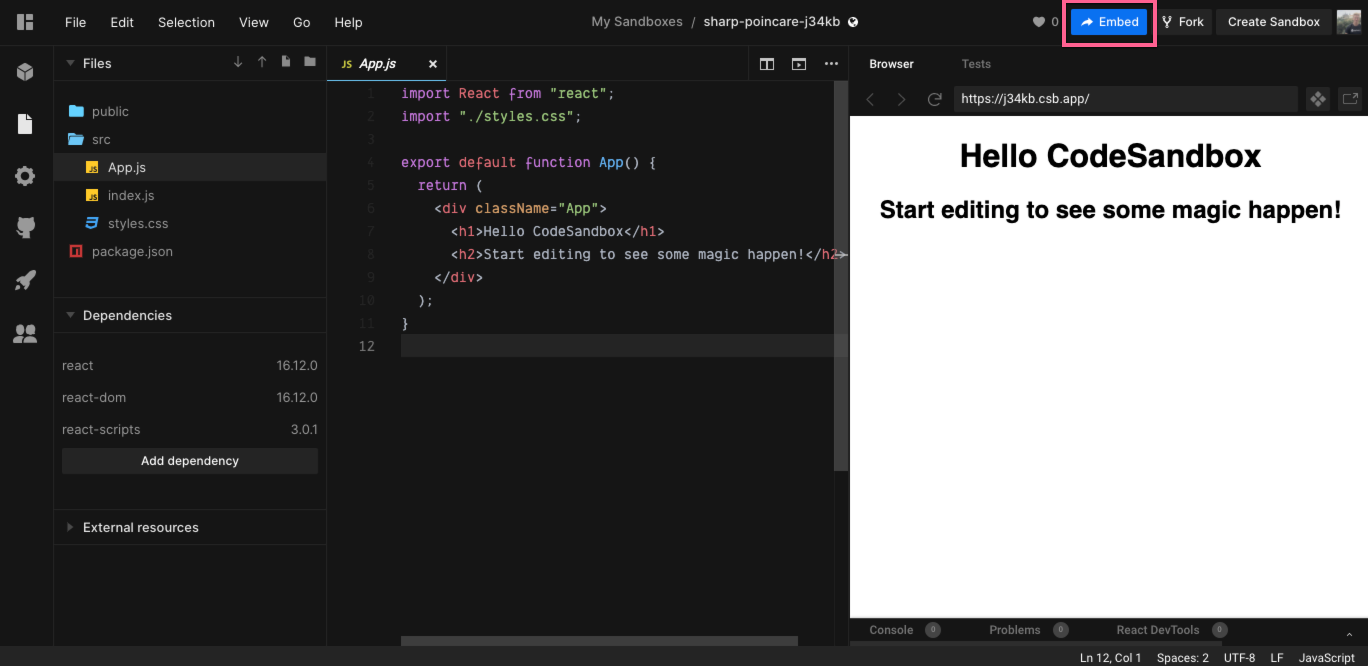 File Edit Selection View Go Help
My Sandboxes / sharp-poincare-j34kb
0 Embed Fork Create Sandbox
Files
public
src
JS App.js
JS index.js
styles.css
package.json
Dependencies
react 16.12.0
react-dom 16.12.0
react-scripts 3.0.1
Add dependency
External resources
JS App.js
1 import React from "react";
2 import "./styles.css";
3
4 export default function App() {
5 return (
6 <div className="App">
7 <h1>Hello CodeSandbox</h1>
8 <h2>Start editing to see some magic happen!</h2>
9 </div>
10 );
11 }
12
Browser Tests
https://j34kb.csb.app/
Hello CodeSandbox
Start editing to see some magic happen!
Console 0 Problems 0 React DevTools 0
Ln 12, Col 1 Spaces: 2 UTF-8 LF JavaScript